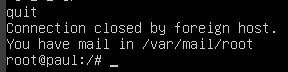 quit
Connection closed by foreign host.
You have mail in /var/mail/root
root@paul:/# _